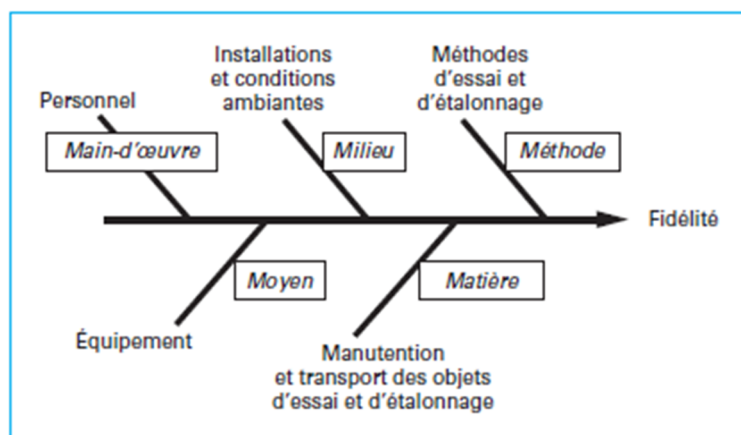 Installations
et conditions
ambiantes
Méthodes
d'essai et
d'étalonnage
Personnel
Main-d'œuvre
Milieu
Méthode
Fidélité
Moyen
Matière
Équipement
Manutention
et transport des objets
d'essai et d'étalonnage